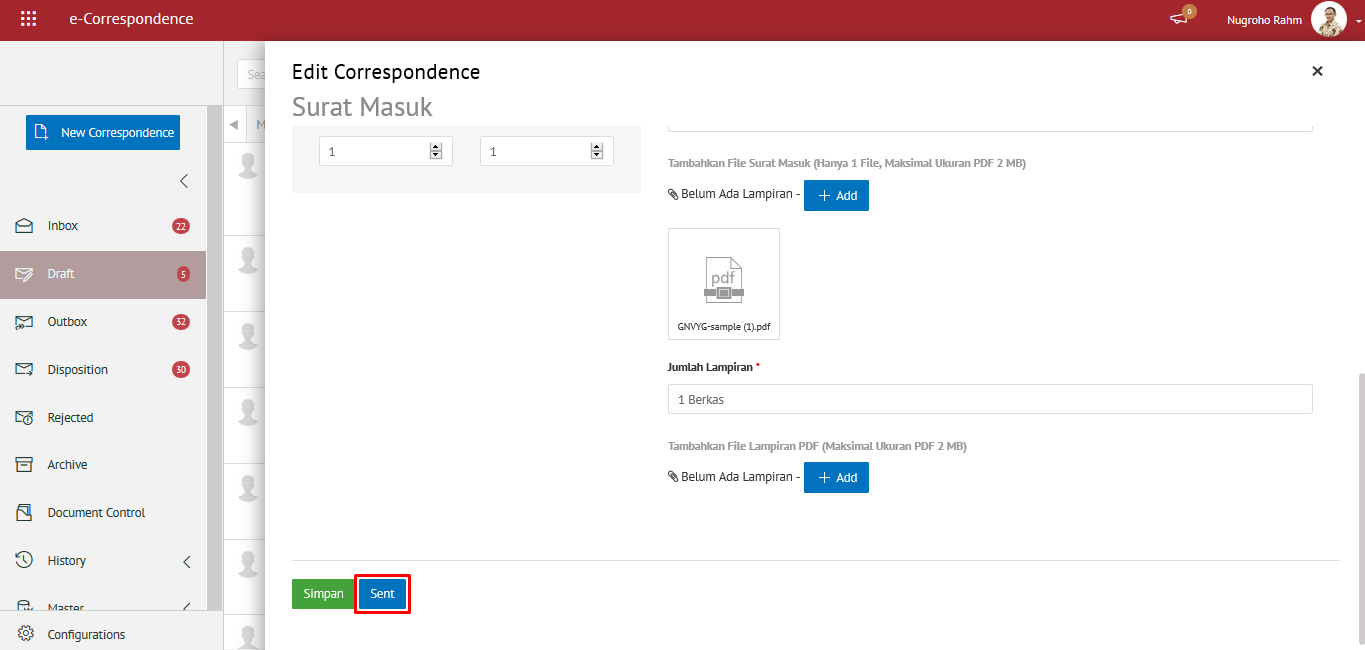 e-Correspondence
0
Nugroho Rahm
New Correspondence
Inbox 22
Draft 5
Outbox 32
Disposition 30
Rejected
Archive
Document Control
History
Master
Configurations
Sea
M
Edit Correspondence
Surat Masuk
1 1
Tambahkan File Surat Masuk (Hanya 1 File, Maksimal Ukuran PDF 2 MB)
Belum Ada Lampiran - + Add
pdf
GNVYG-sample (1).pdf
Jumlah Lampiran *
1 Berkas
Tambahkan File Lampiran PDF (Maksimal Ukuran PDF 2 MB)
Belum Ada Lampiran - + Add
Simpan Sent